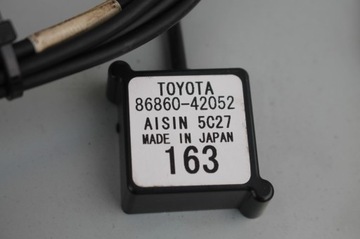 TOYOTA
86860-42052
AISIN 5C27
MADE IN JAPAN
163